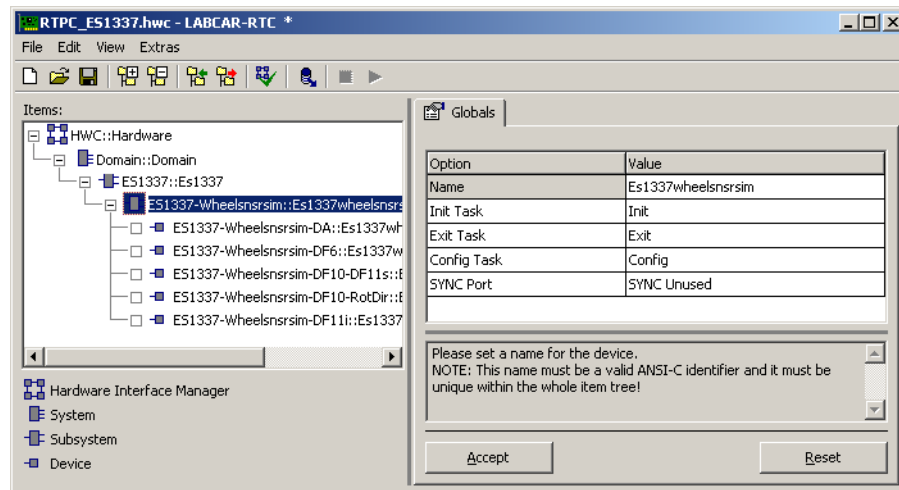 RTPC_ES1337.hwc - LABCAR-RTC *
File Edit View Extras
Items:
HWC::Hardware
Domain::Domain
ES1337::Es1337
ES1337-Wheelsnsrsim::Es1337wheelsnsrs
ES1337-Wheelsnsrsim-DA::Es1337wh
ES1337-Wheelsnsrsim-DF6::Es1337w
ES1337-Wheelsnsrsim-DF10-DF11s::E
ES1337-Wheelsnsrsim-DF10-RotDir::E
ES1337-Wheelsnsrsim-DF11i::Es1337
Hardware Interface Manager
System
Subsystem
Device
Globals
Option Value
Name Es1337wheelsnsrsim
Init Task Init
Exit Task Exit
Config Task Config
SYNC Port SYNC Unused
Please set a name for the device.
NOTE: This name must be a valid ANSI-C identifier and it must be
unique within the whole item tree!
Accept Reset